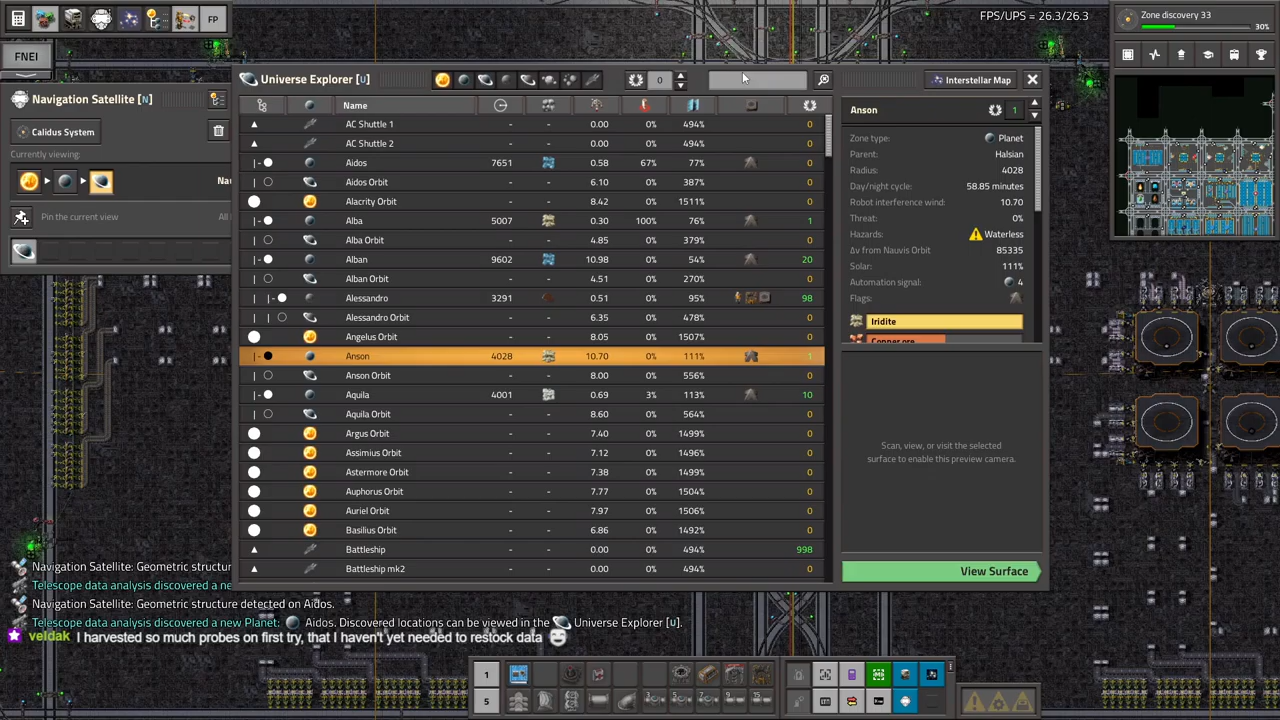 FPS/UPS = 26.3/26.3
Zone discovery 33
30%
FP
FNEI
Navigation Satellite [N]
Calidus System
Currently viewing:
Nau
Pin the current view
All
Universe Explorer [U]
0
Interstellar Map
Name
AC Shuttle 1 - - 0.00 0% 494% 0
AC Shuttle 2 - - 0.00 0% 494% 0
|- Aidos 7651 0.58 67% 77% 0
| Aidos Orbit - - 6.10 0% 387% 0
Alacrity Orbit - - 8.42 0% 1511% 0
|- Alba 5007 0.30 100% 76% 1
| Alba Orbit - - 4.85 0% 379% 0
|- Alban 9602 10.98 0% 54% 20
| Alban Orbit - - 4.51 0% 270% 0
| |- Alessandro 3291 0.51 0% 95% 98
| | Alessandro Orbit - - 6.35 0% 478% 0
Angelus Orbit - - 8.05 0% 1507% 0
|- Anson 4028 10.70 0% 111% 1
| Anson Orbit - - 8.00 0% 556% 0
|- Aquila 4001 0.69 3% 113% 10
| Aquila Orbit - - 8.60 0% 564% 0
Argus Orbit - - 7.40 0% 1499% 0
Assimius Orbit - - 7.12 0% 1496% 0
Astermore Orbit - - 7.38 0% 1499% 0
Auphorus Orbit - - 7.77 0% 1504% 0
Auriel Orbit - - 7.97 0% 1506% 0
Basilius Orbit - - 6.86 0% 1492% 0
Battleship - - 0.00 0% 494% 998
Battleship mk2 - - 0.00 0% 494% 0
Anson 1
Zone type: Planet
Parent: Halsian
Radius: 4028
Day/night cycle: 58.85 minutes
Robot interference wind: 10.70
Threat: 0%
Hazards: Waterless
Δv from Nauvis Orbit 85335
Solar: 111%
Automation signal: 4
Flags:
Iridite
Copper ore
Scan, view, or visit the selected
surface to enable this preview camera.
View Surface
Navigation Satellite: Geometric structu
Telescope data analysis discovered a ne
Navigation Satellite: Geometric structure detected on Aidos.
Telescope data analysis discovered a new Planet: Aidos. Discovered locations can be viewed in the Universe Explorer [U].
veldak I harvested so much probes on first try, that I haven't yet needed to restock data
1
5